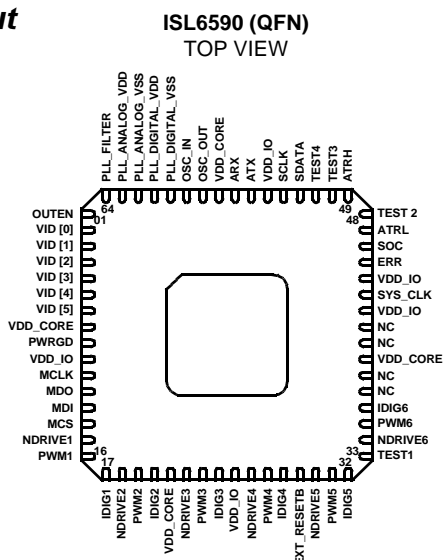 ut
ISL6590 (QFN)
TOP VIEW
PLL_FILTER
PLL_ANALOG_VDD
PLL_ANALOG_VSS
PLL_DIGITAL_VDD
PLL_DIGITAL_VSS
OSC_IN
OSC_OUT
VDD_CORE
ARX
ATX
VDD_IO
SCLK
SDATA
TEST4
TEST3
ATRH
64
49
01
48
OUTEN
VID [0]
VID [1]
VID [2]
VID [3]
VID [4]
VID [5]
VDD_CORE
PWRGD
VDD_IO
MCLK
MDO
MDI
MCS
NDRIVE1
PWM1
TEST 2
ATRL
SOC
ERR
VDD_IO
SYS_CLK
VDD_IO
NC
NC
VDD_CORE
NC
NC
IDIG6
PWM6
NDRIVE6
TEST1
16
33
17
32
IDIG1
NDRIVE2
PWM2
IDIG2
VDD_CORE
NDRIVE3
PWM3
IDIG3
VDD_IO
NDRIVE4
PWM4
IDIG4
EXT_RESETB
NDRIVE5
PWM5
IDIG5